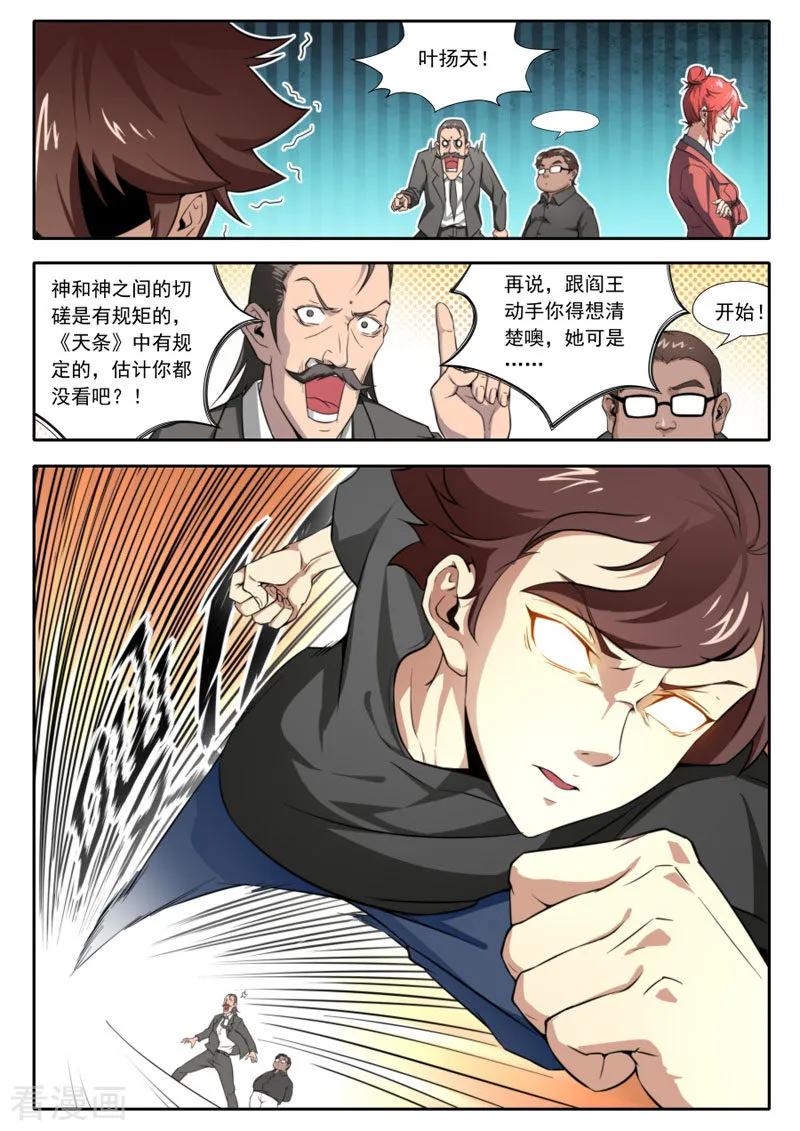 叶扬天！
神和神之间的切
磋是有规矩的，
《天条》中有规
定的，估计你都
没看吧？！
再说，跟阎王
动手你得想清
楚噢，她可是
……
开始！
看漫画